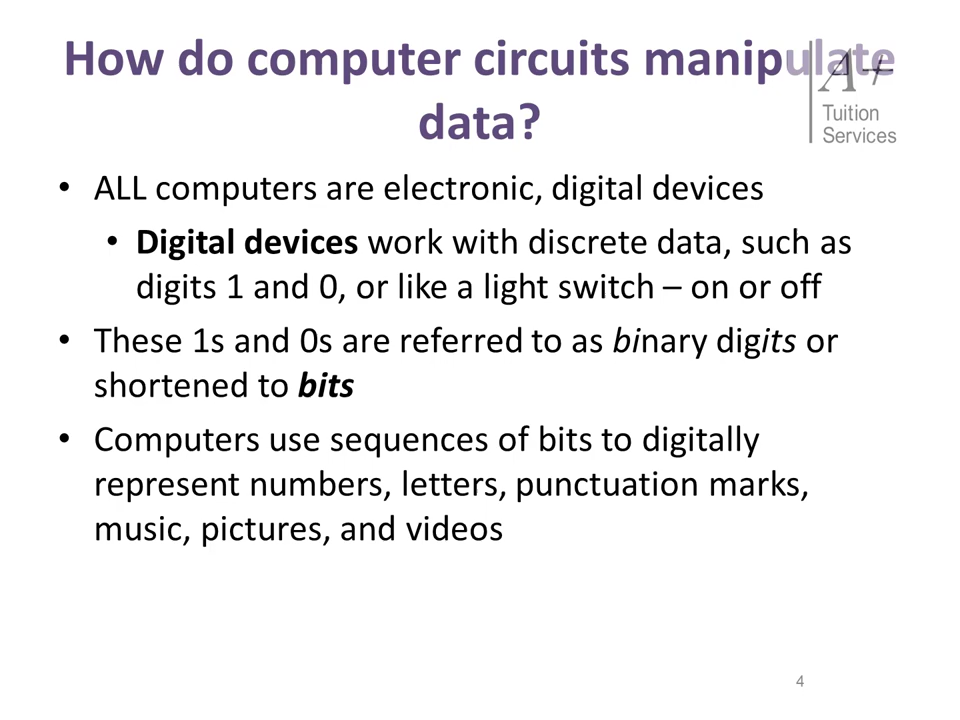 How do computer circuits manipulate
data?
A+
Tuition
Services
• ALL computers are electronic, digital devices
• Digital devices work with discrete data, such as
digits 1 and 0, or like a light switch – on or off
• These 1s and 0s are referred to as binary digits or
shortened to bits
• Computers use sequences of bits to digitally
represent numbers, letters, punctuation marks,
music, pictures, and videos
4